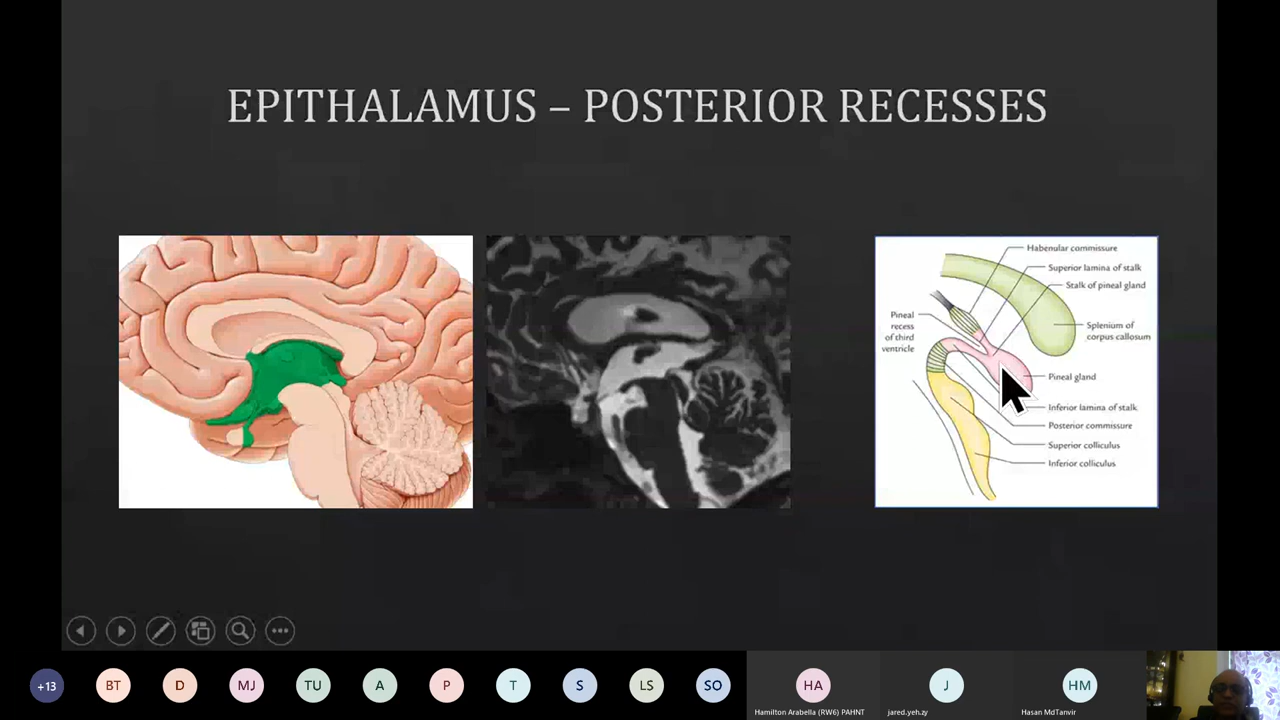 EPITHALAMUS – POSTERIOR RECESSES
Habenular commissure
Superior lamina of stalk
Stalk of pineal gland
Pineal
recess
of third
ventricle
Splenium of
corpus callosum
Pineal gland
Inferior lamina of stalk
Posterior commissure
Superior colliculus
Inferior colliculus
+13
BT
D
MJ
TU
A
P
T
S
LS
SO
HA
J
HM
Hamilton Arabella (RW6) PAHNT
jared.yeh.zy
Hasan MdTanvir